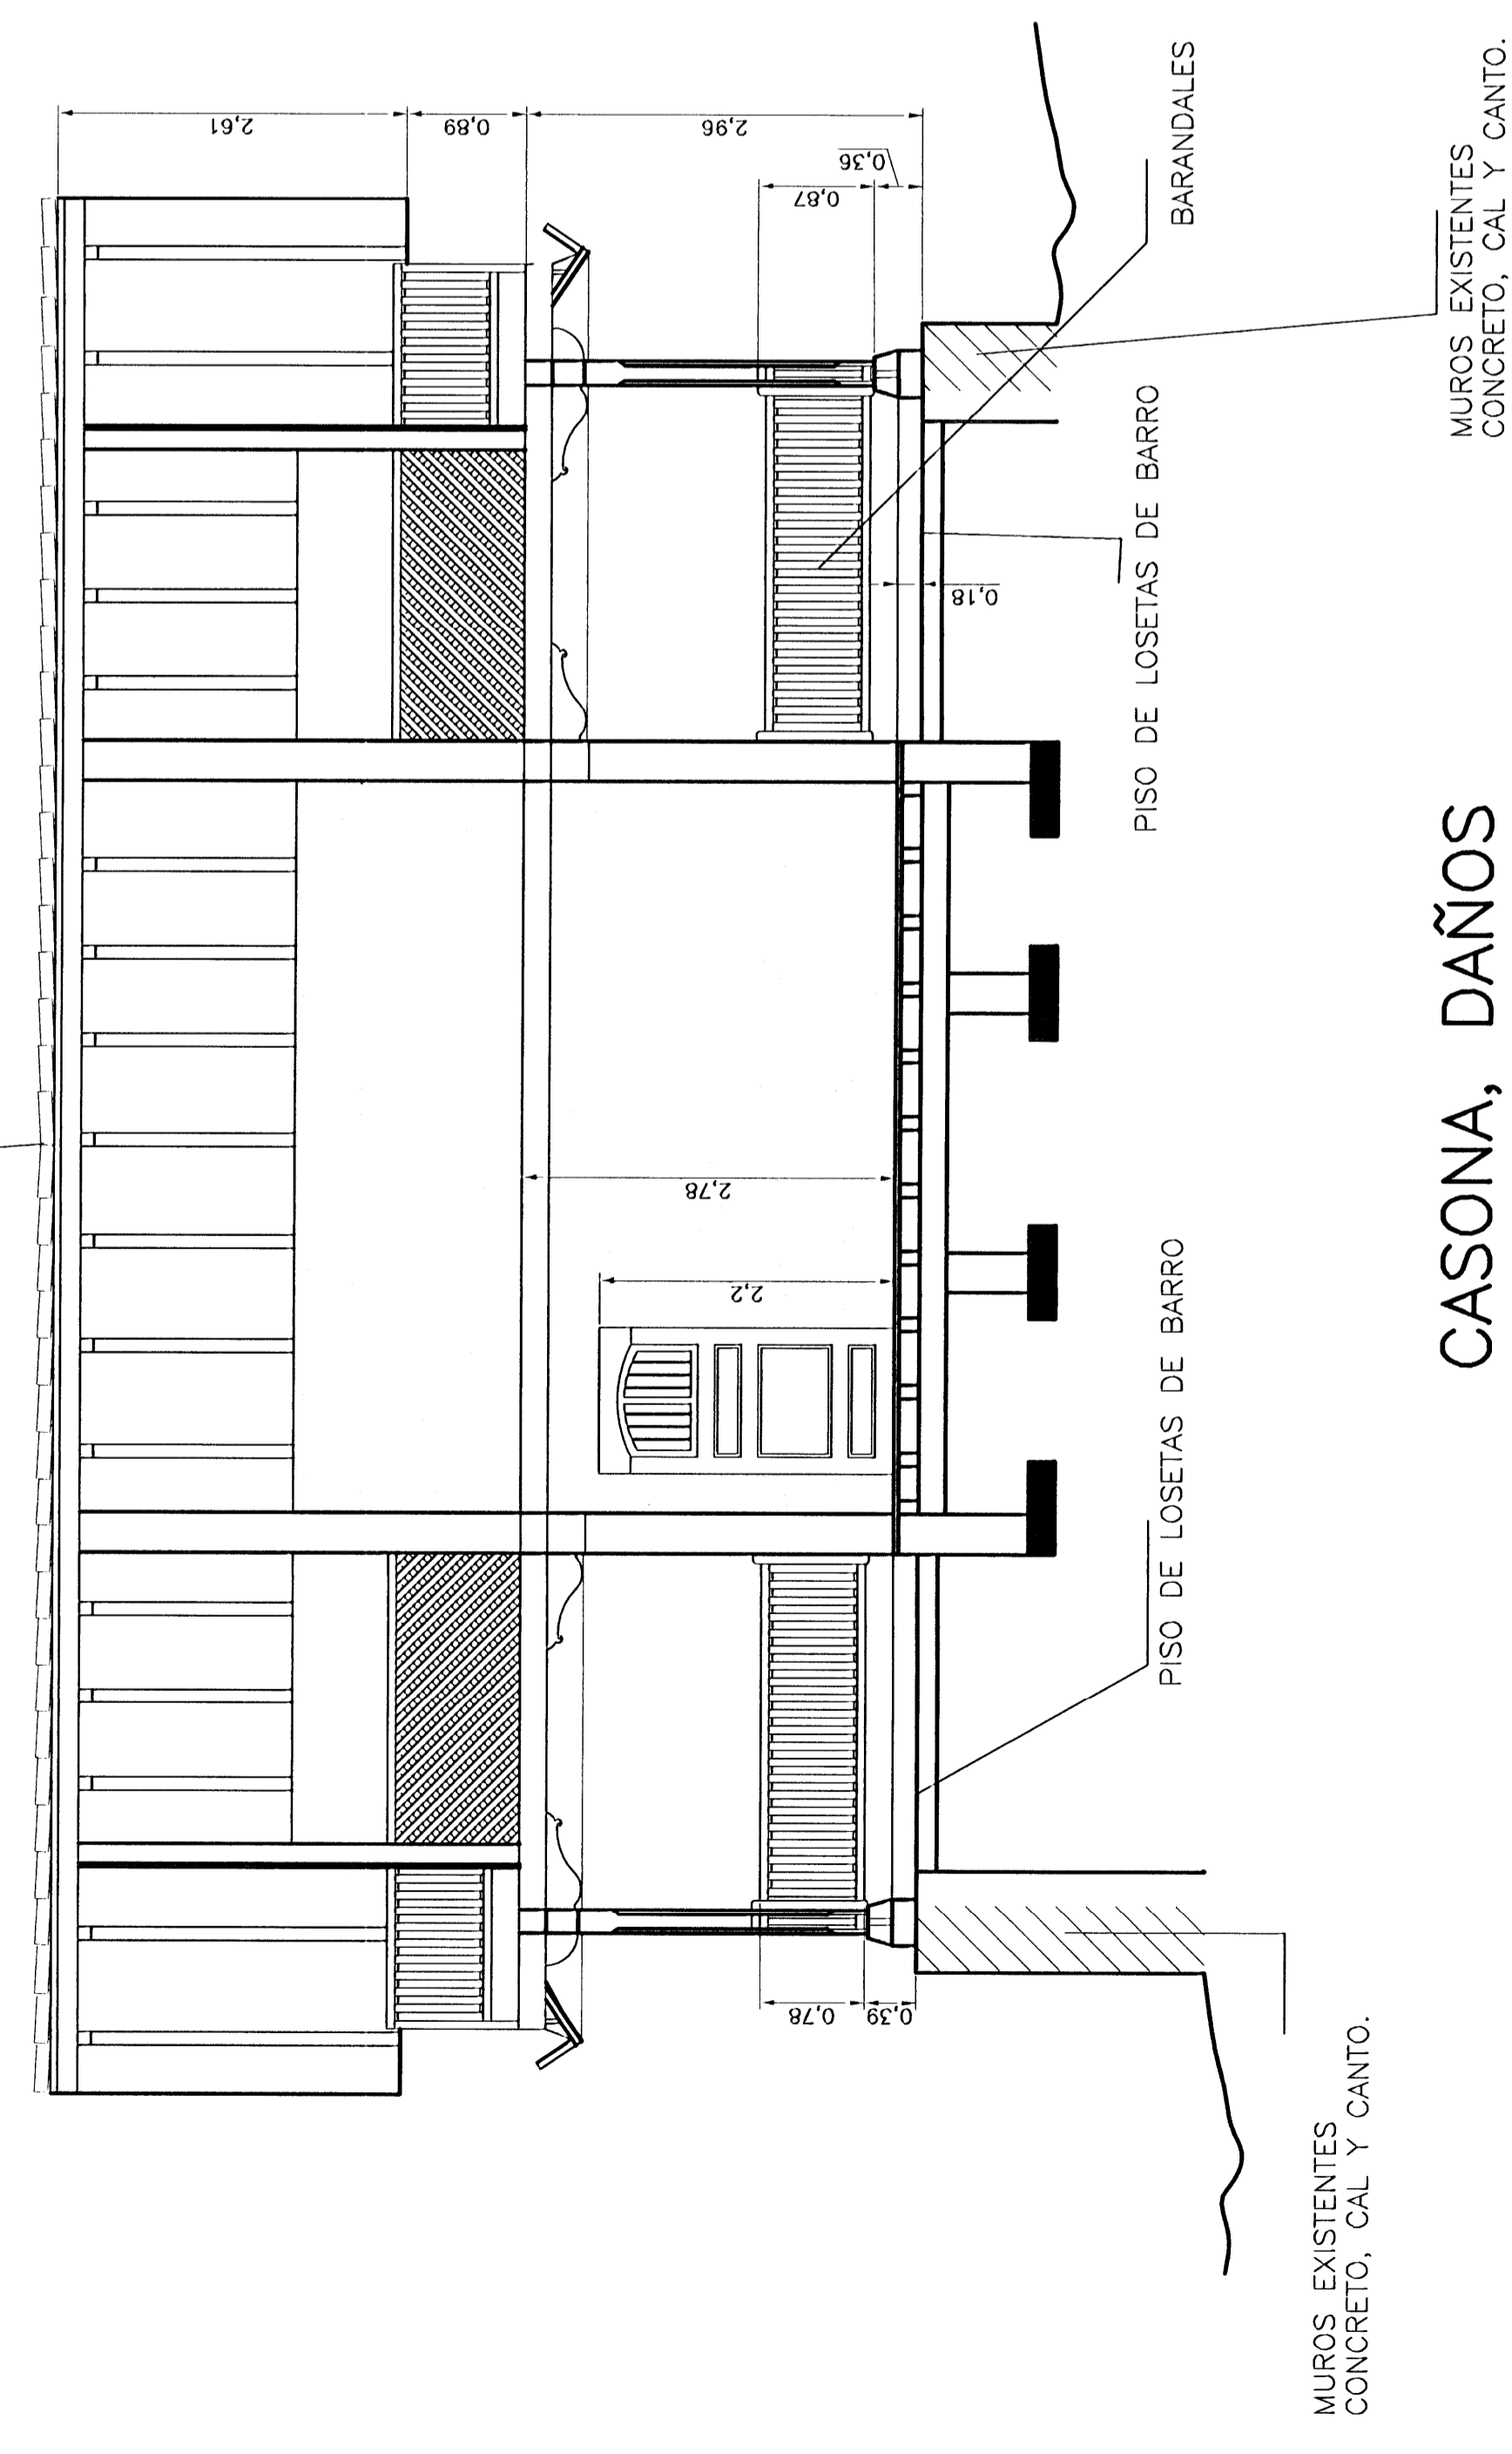 2,61
0,89
2,96
0,36
0,87
0,18
2,78
2,2
0,78
0,39
BARANDALES
PISO DE LOSETAS DE BARRO
PISO DE LOSETAS DE BARRO
MUROS EXISTENTES
CONCRETO, CAL Y CANTO.
MUROS EXISTENTES
CONCRETO, CAL Y CANTO.
CASONA, DAÑOS